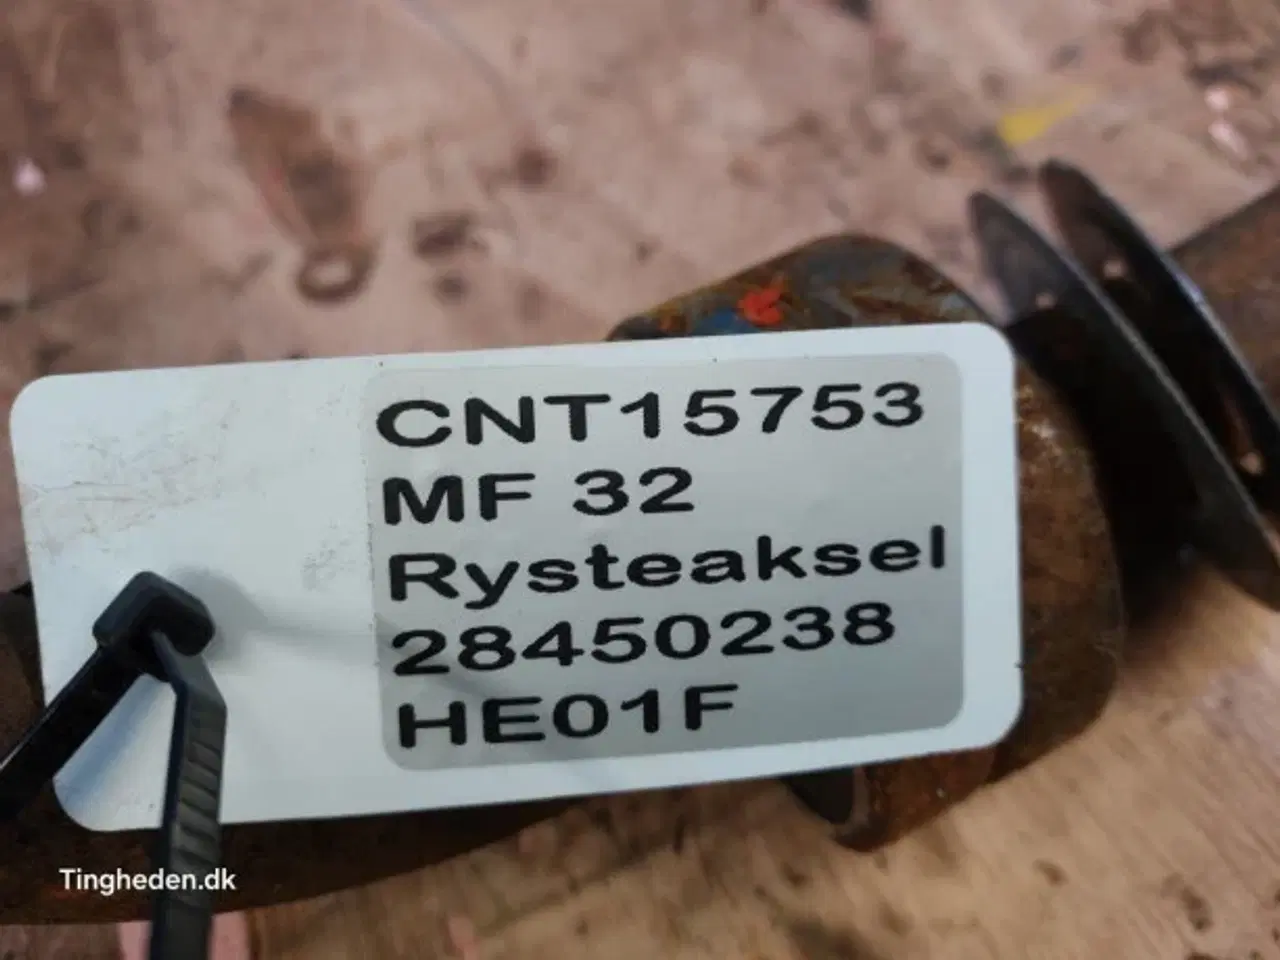 CNT15753
MF 32
Rysteaksel
28450238
HE01F
Tingheden.dk